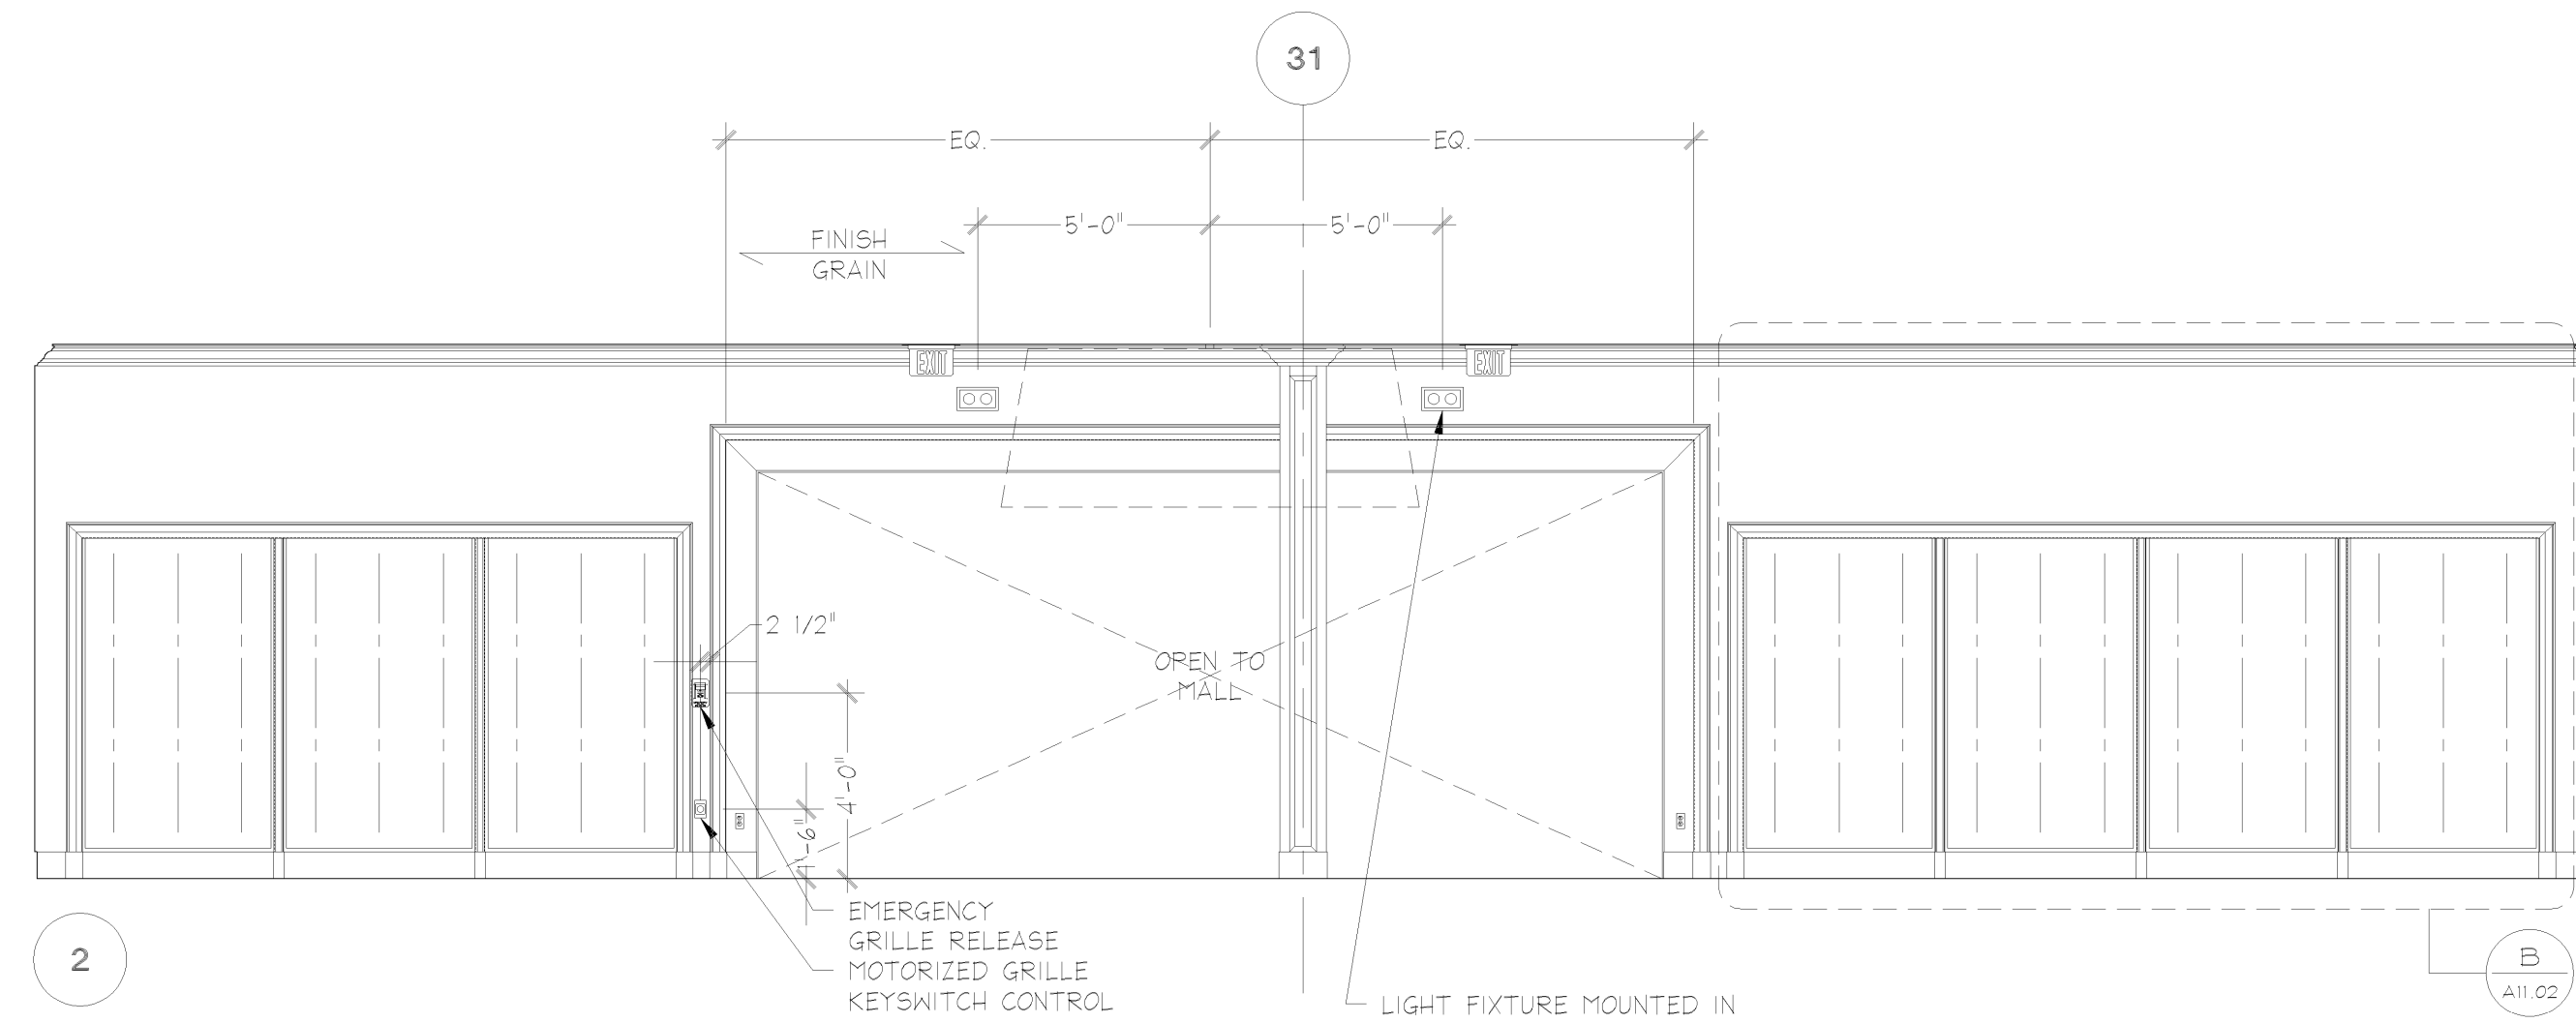 31
EQ.
EQ.
5'-0"
5'-0"
FINISH
GRAIN
EXIT
EXIT
2 1/2"
OPEN TO
MALL
4'-0"
1'-6"
EMERGENCY
GRILLE RELEASE
MOTORIZED GRILLE
KEYSWITCH CONTROL
LIGHT FIXTURE MOUNTED IN
2
B
A11.02